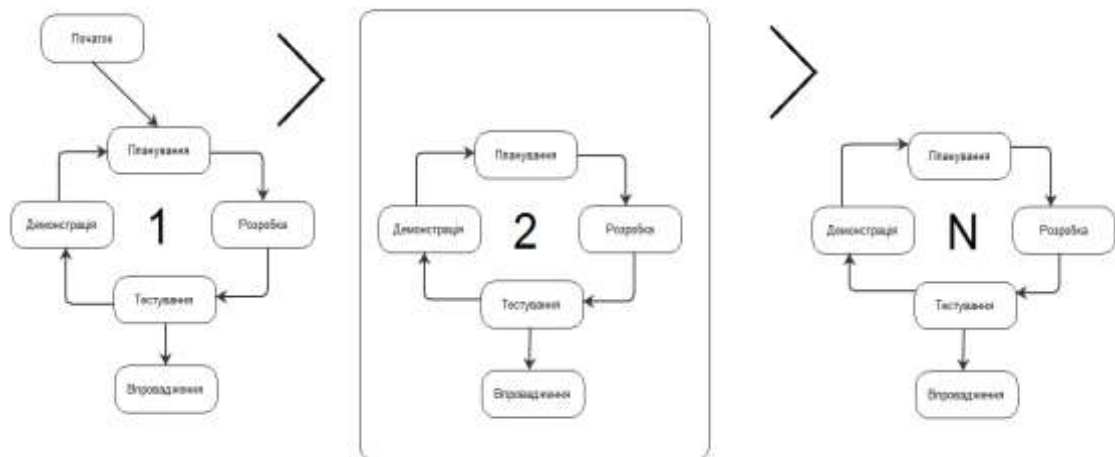 Початок
Планування
Демонстрація
1
Розробка
Тестування
Впровадження
Планування
Демонстрація
2
Розробка
Тестування
Впровадження
Планування
Демонстрація
N
Розробка
Тестування
Впровадження